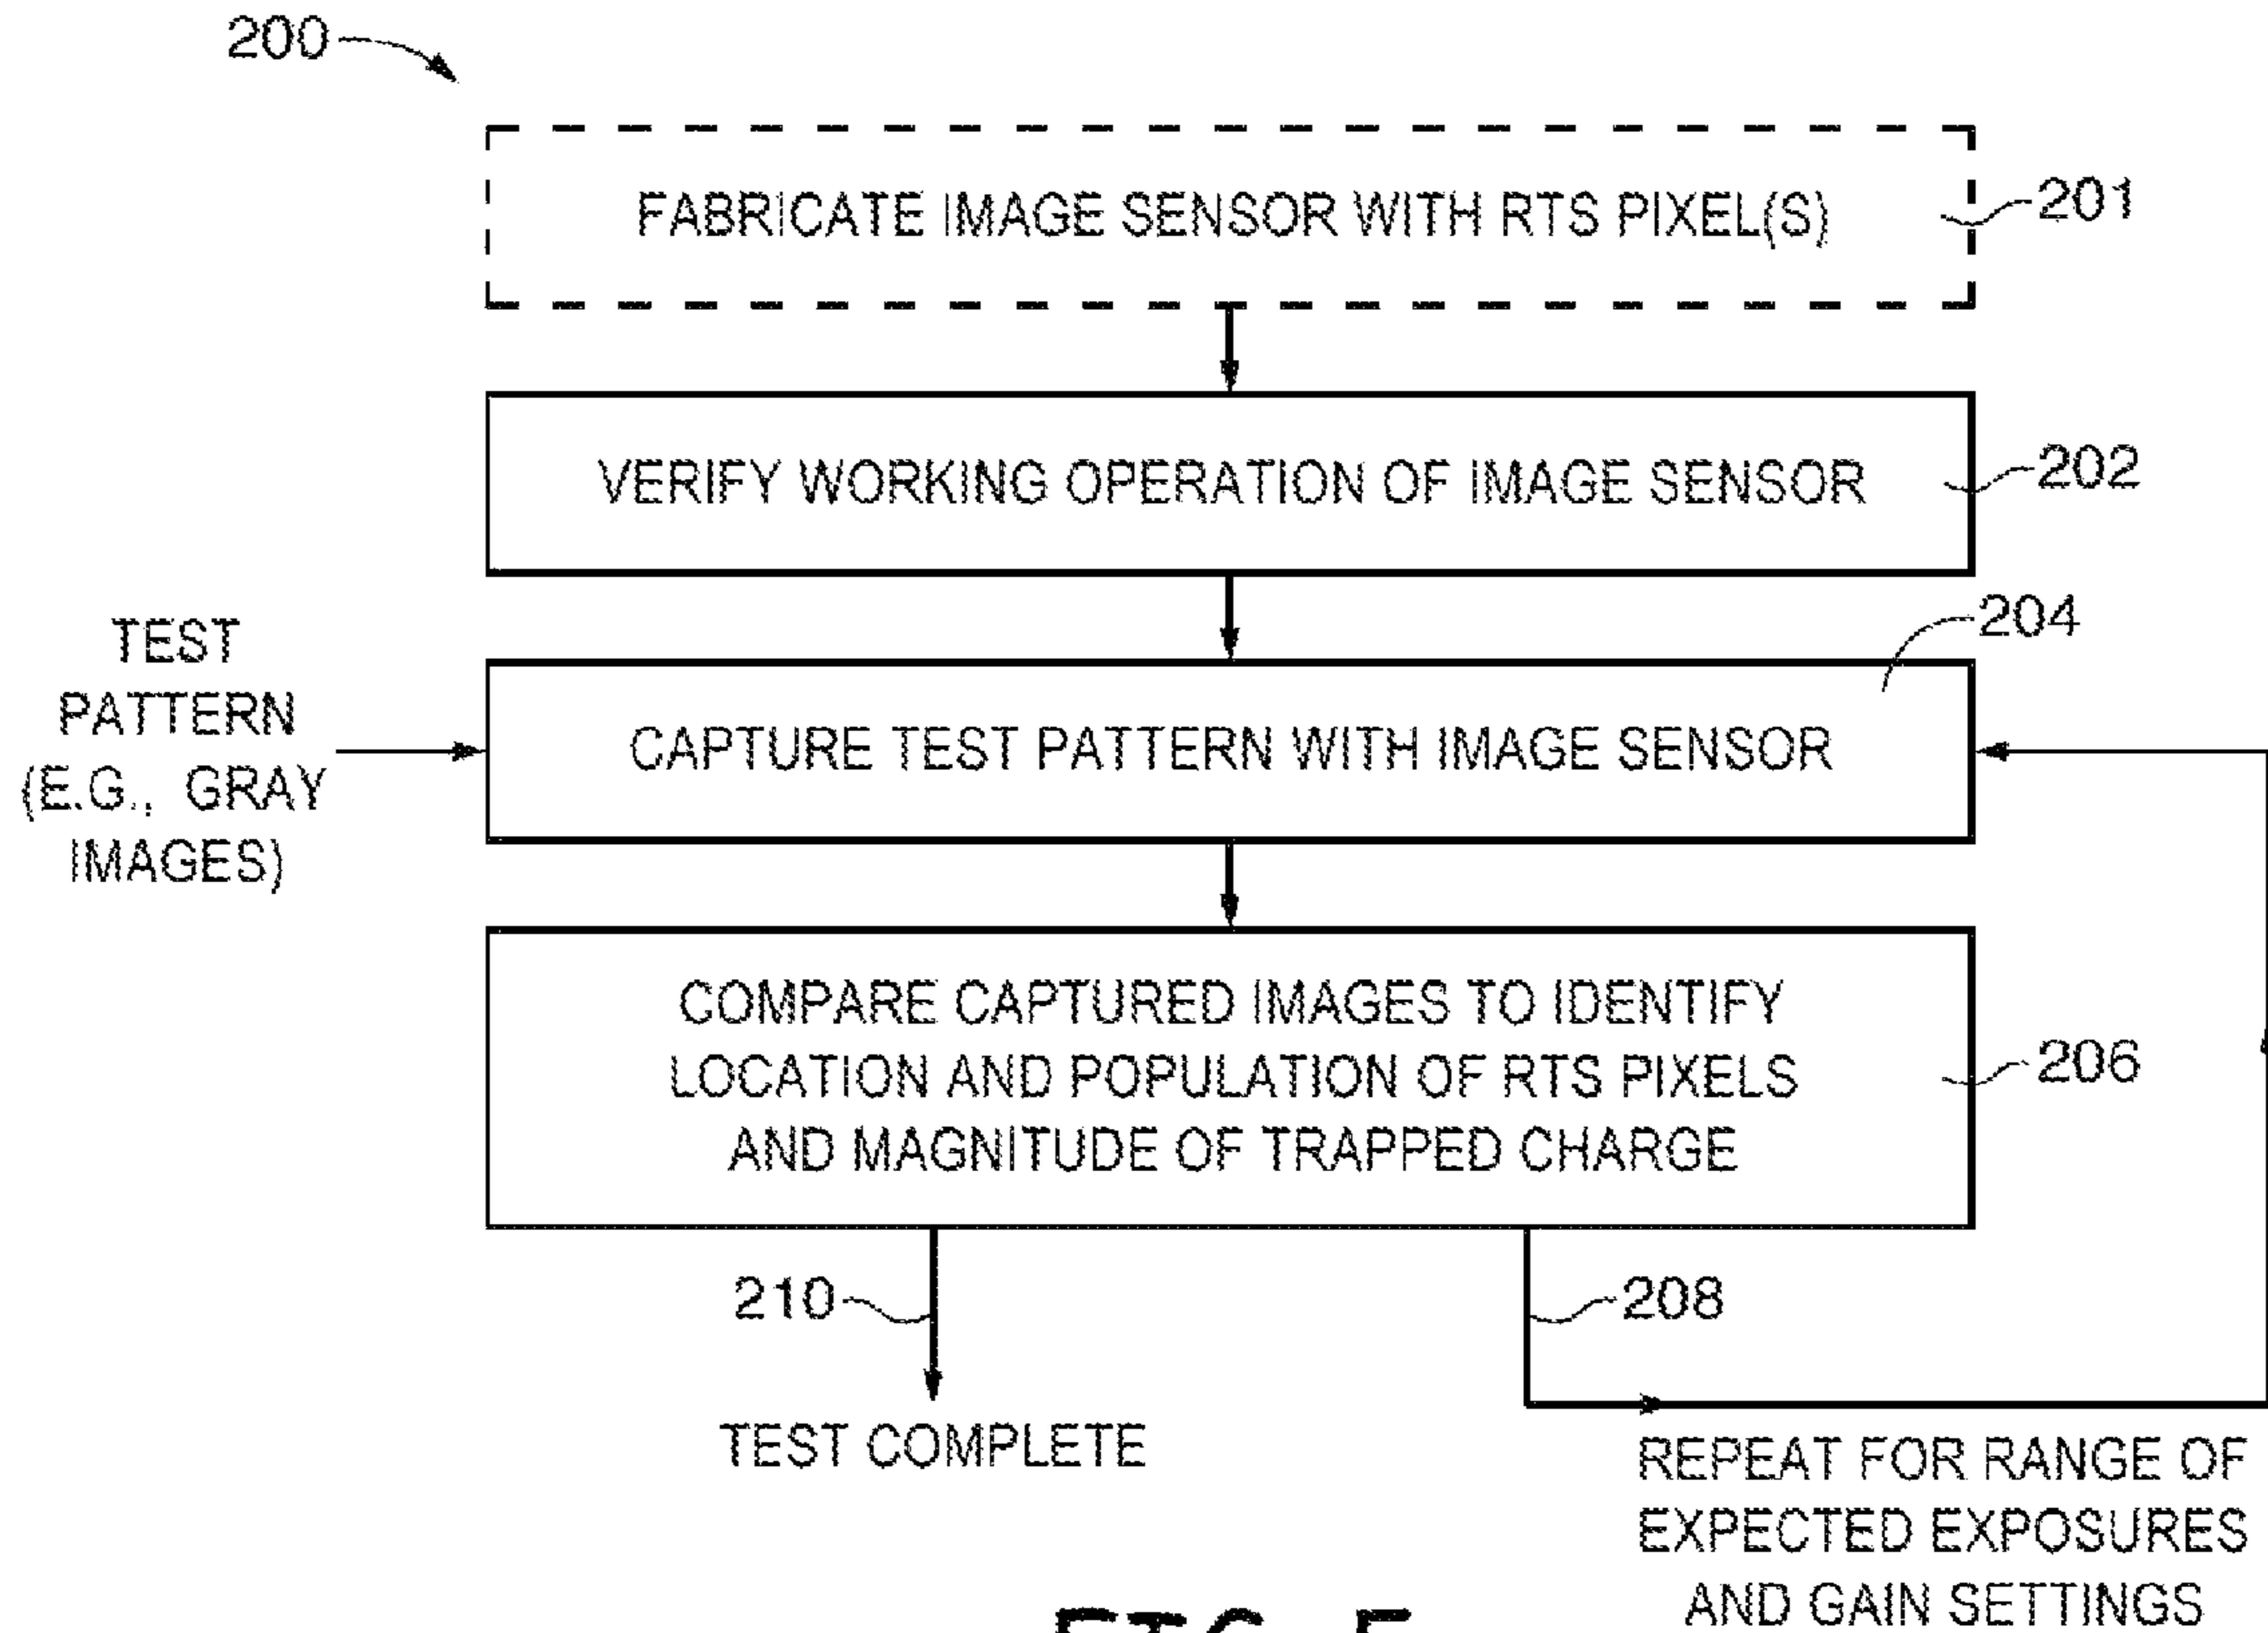 200
FABRICATE IMAGE SENSOR WITH RTS PIXEL(S)
201
VERIFY WORKING OPERATION OF IMAGE SENSOR
202
TEST
PATTERN
(E.G., GRAY
IMAGES)
204
CAPTURE TEST PATTERN WITH IMAGE SENSOR
COMPARE CAPTURED IMAGES TO IDENTIFY
LOCATION AND POPULATION OF RTS PIXELS
AND MAGNITUDE OF TRAPPED CHARGE
206
210
208
TEST COMPLETE
REPEAT FOR RANGE OF
EXPECTED EXPOSURES
AND GAIN SETTINGS